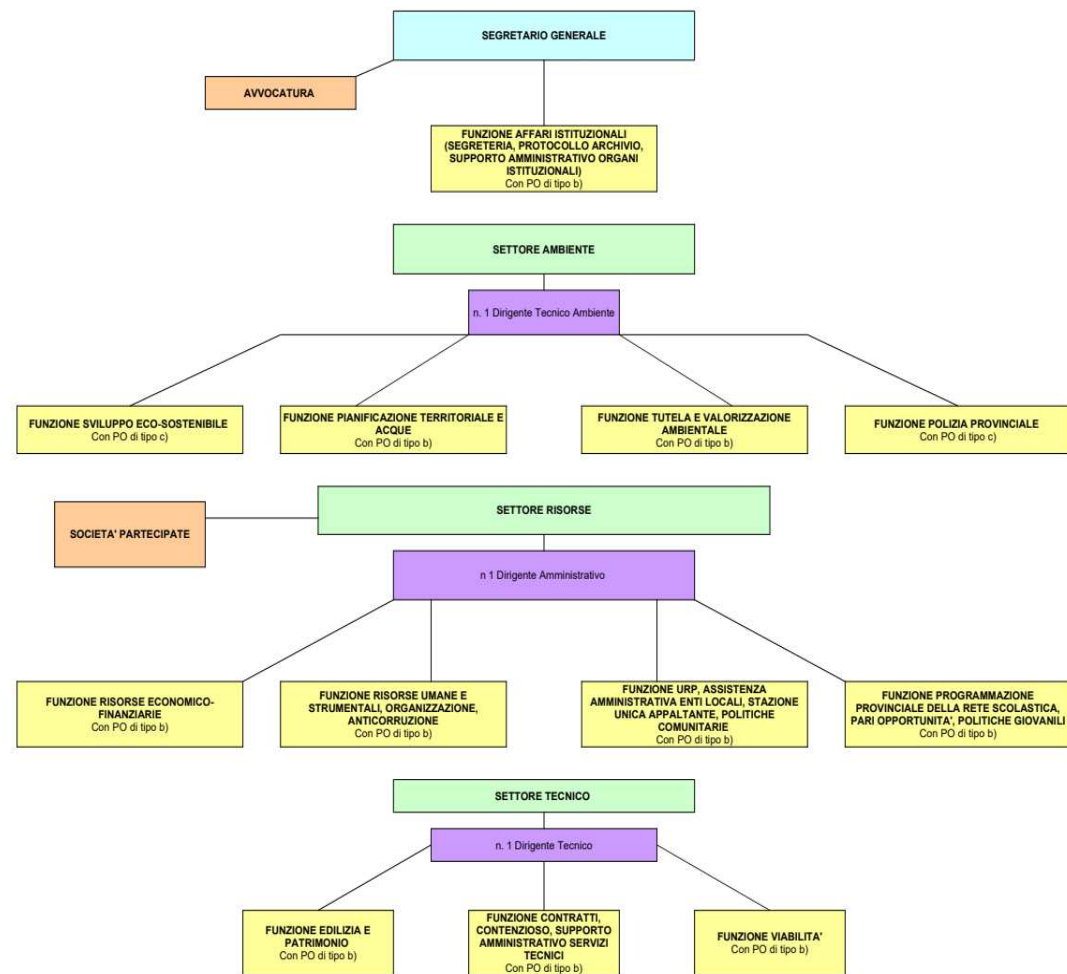 SEGRETARIO GENERALE
AVVOCATURA
FUNZIONE AFFARI ISTITUZIONALI
(SEGRETERIA, PROTOCOLLO ARCHIVIO,
SUPPORTO AMMINISTRATIVO ORGANI
ISTITUZIONALI)
Con PO di tipo b)
SETTORE AMBIENTE
n. 1 Dirigente Tecnico Ambiente
FUNZIONE SVILUPPO ECO-SOSTENIBILE
Con PO di tipo c)
FUNZIONE PIANIFICAZIONE TERRITORIALE E
ACQUE
Con PO di tipo b)
FUNZIONE TUTELA E VALORIZZAZIONE
AMBIENTALE
Con PO di tipo b)
FUNZIONE POLIZIA PROVINCIALE
Con PO di tipo c)
SETTORE RISORSE
SOCIETA' PARTECIPATE
n 1 Dirigente Amministrativo
FUNZIONE RISORSE ECONOMICO-
FINANZIARIE
Con PO di tipo b)
FUNZIONE RISORSE UMANE E
STRUMENTALI, ORGANIZZAZIONE,
ANTICORRUZIONE
Con PO di tipo b)
FUNZIONE URP, ASSISTENZA
AMMINISTRATIVA ENTI LOCALI, STAZIONE
UNICA APPALTANTE, POLITICHE
COMUNITARIE
Con PO di tipo b)
FUNZIONE PROGRAMMAZIONE
PROVINCIALE DELLA RETE SCOLASTICA,
PARI OPPORTUNITA', POLITICHE GIOVANILI
Con PO di tipo b)
SETTORE TECNICO
n. 1 Dirigente Tecnico
FUNZIONE EDILIZIA E
PATRIMONIO
Con PO di tipo b)
FUNZIONE CONTRATTI,
CONTENZIOSO, SUPPORTO
AMMINISTRATIVO SERVIZI
TECNICI
Con PO di tipo b)
FUNZIONE VIABILITA'
Con PO di tipo b)